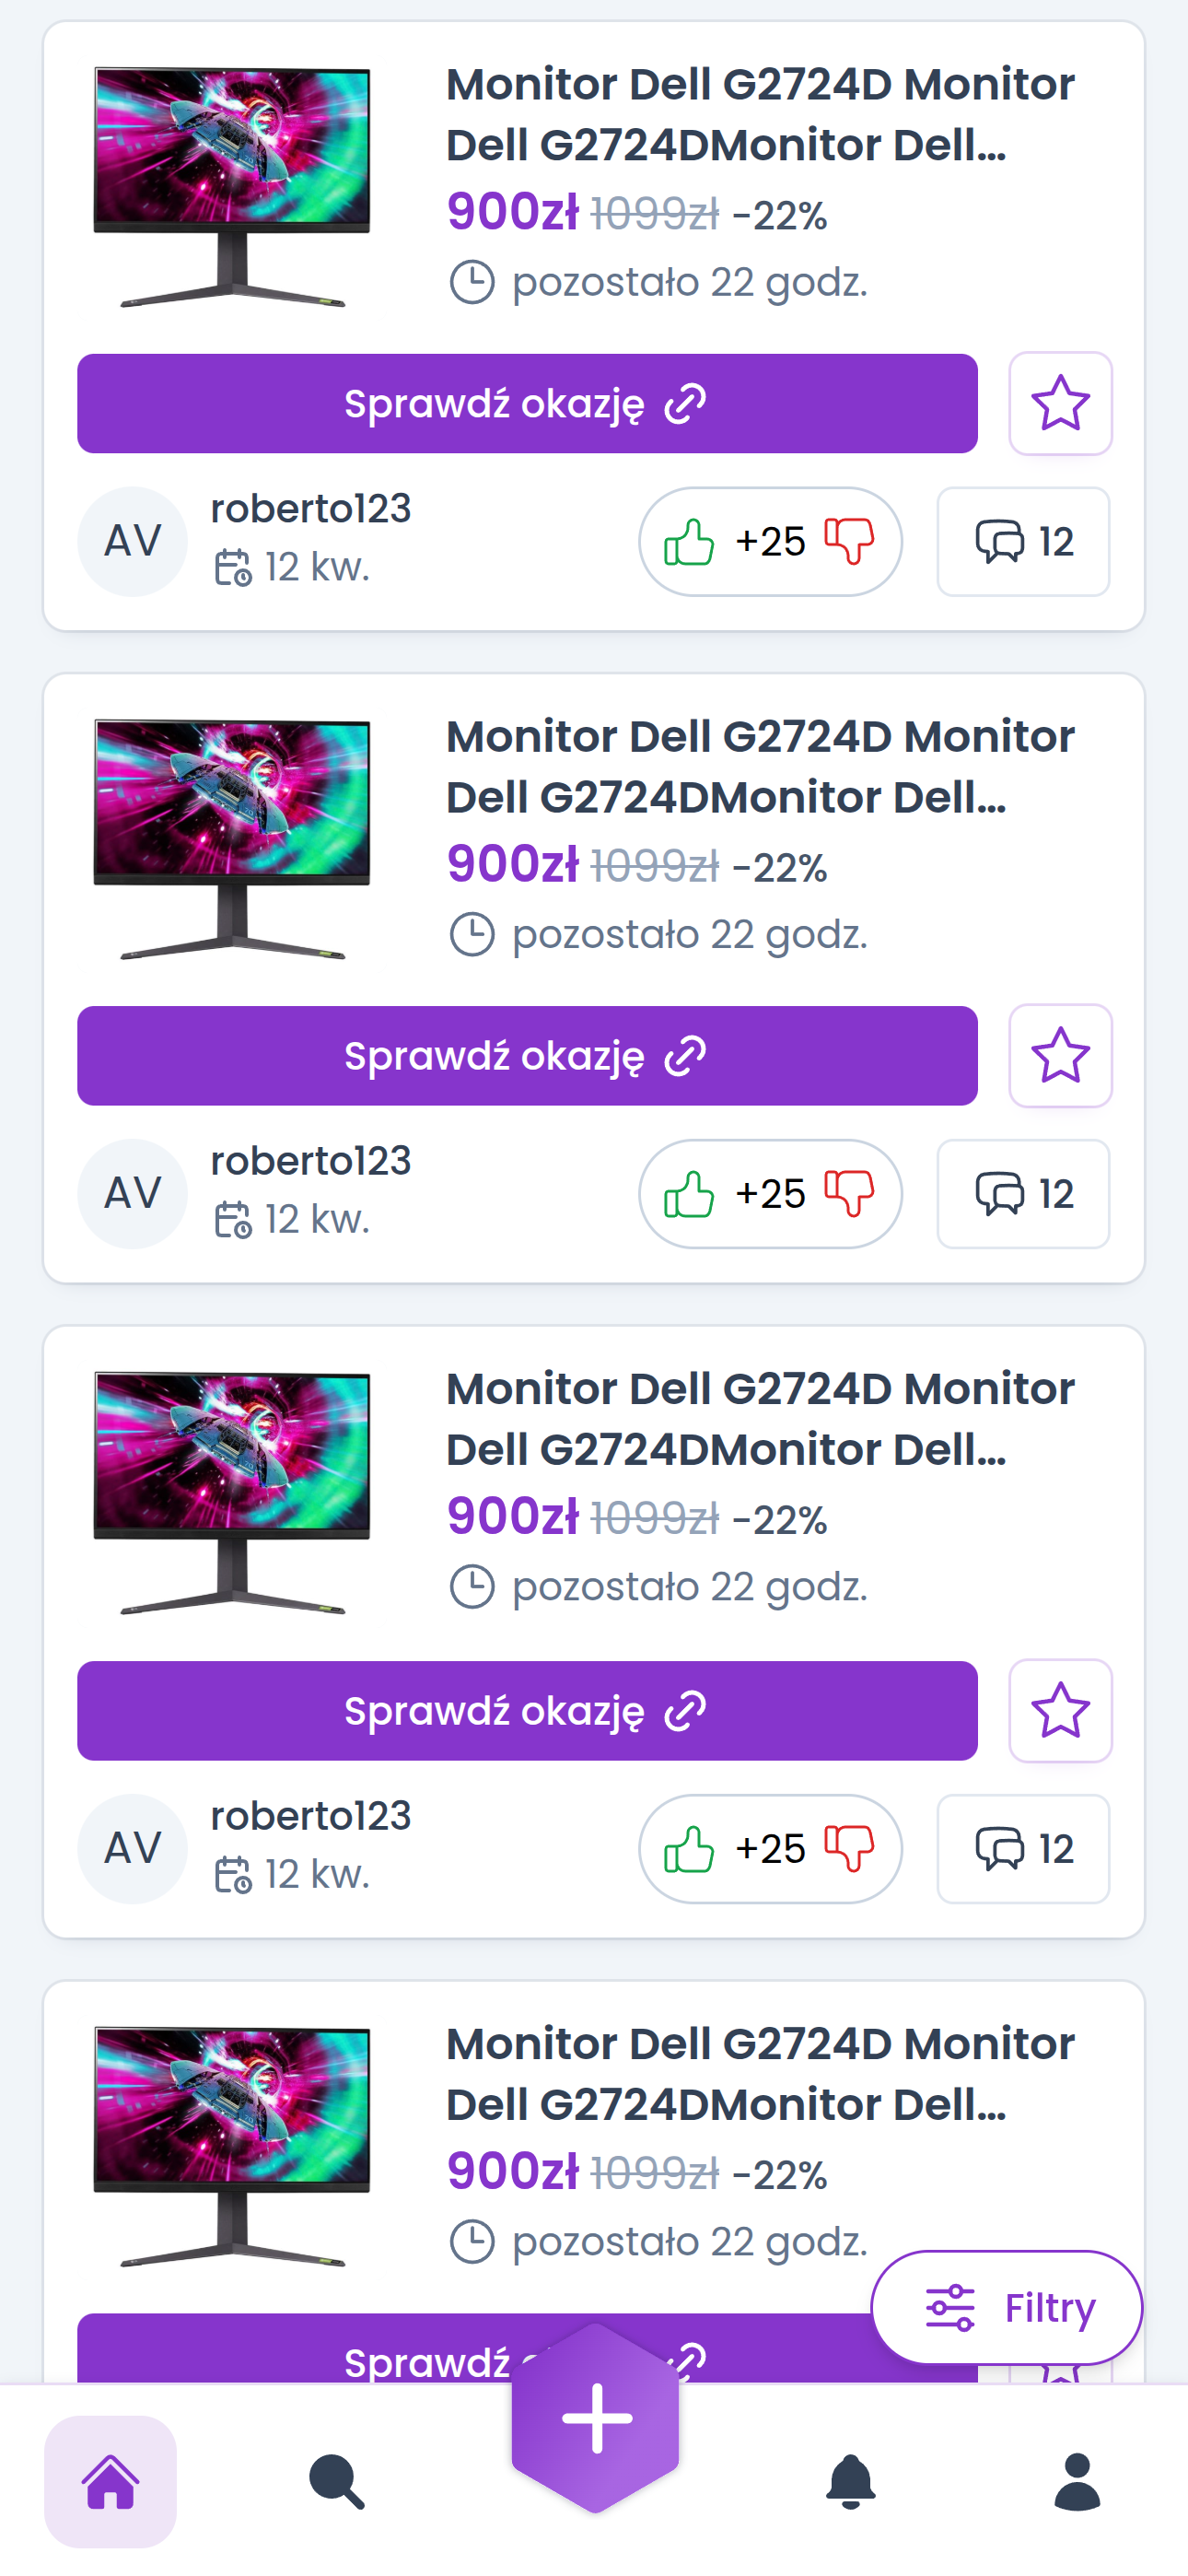 Monitor Dell G2724D Monitor
Dell G2724DMonitor Dell...
900zł 1099zł -22%
pozostało 22 godz.
Sprawdź okazję
AV
roberto123
12 kw.
+25
12
Monitor Dell G2724D Monitor
Dell G2724DMonitor Dell...
900zł 1099zł -22%
pozostało 22 godz.
Sprawdź okazję
AV
roberto123
12 kw.
+25
12
Monitor Dell G2724D Monitor
Dell G2724DMonitor Dell...
900zł 1099zł -22%
pozostało 22 godz.
Sprawdź okazję
AV
roberto123
12 kw.
+25
12
Monitor Dell G2724D Monitor
Dell G2724DMonitor Dell...
900zł 1099zł -22%
pozostało 22 godz.
Filtry
Sprawdź